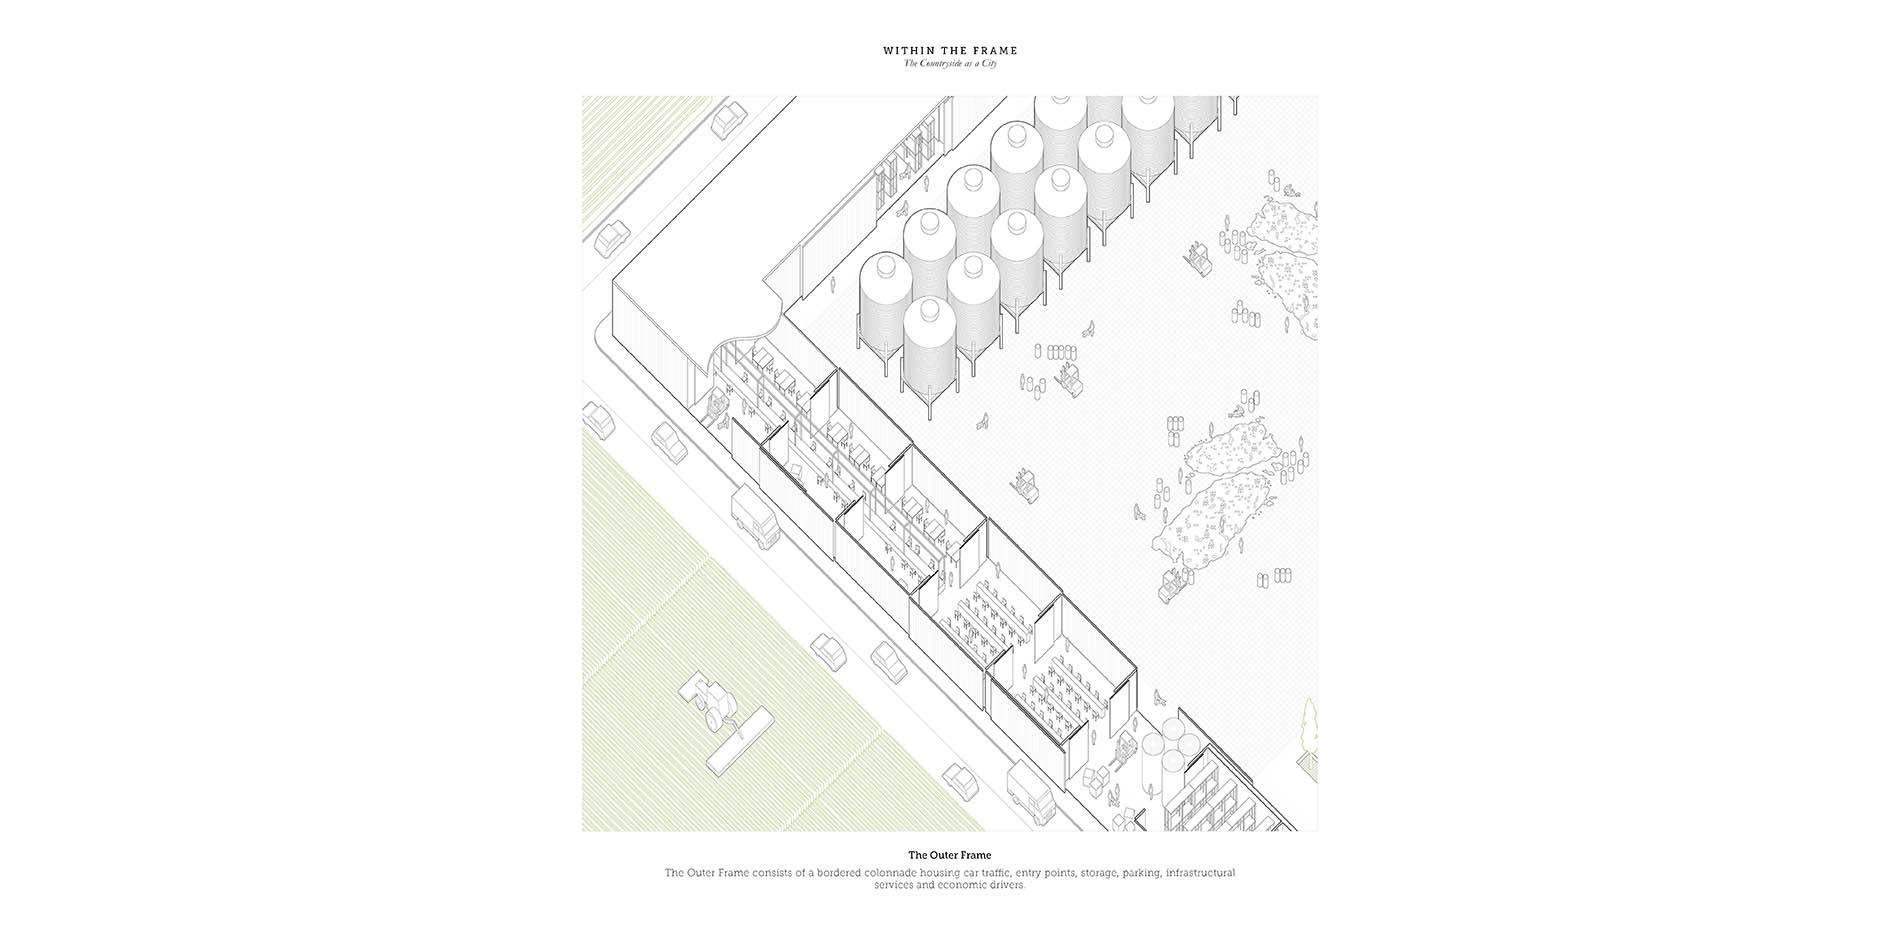 WITHIN THE FRAME
The Countryside as a City
The Outer Frame
The Outer Frame consists of a bordered colonnade housing car traffic, entry points, storage, parking, infrastructural
services and economic drivers.